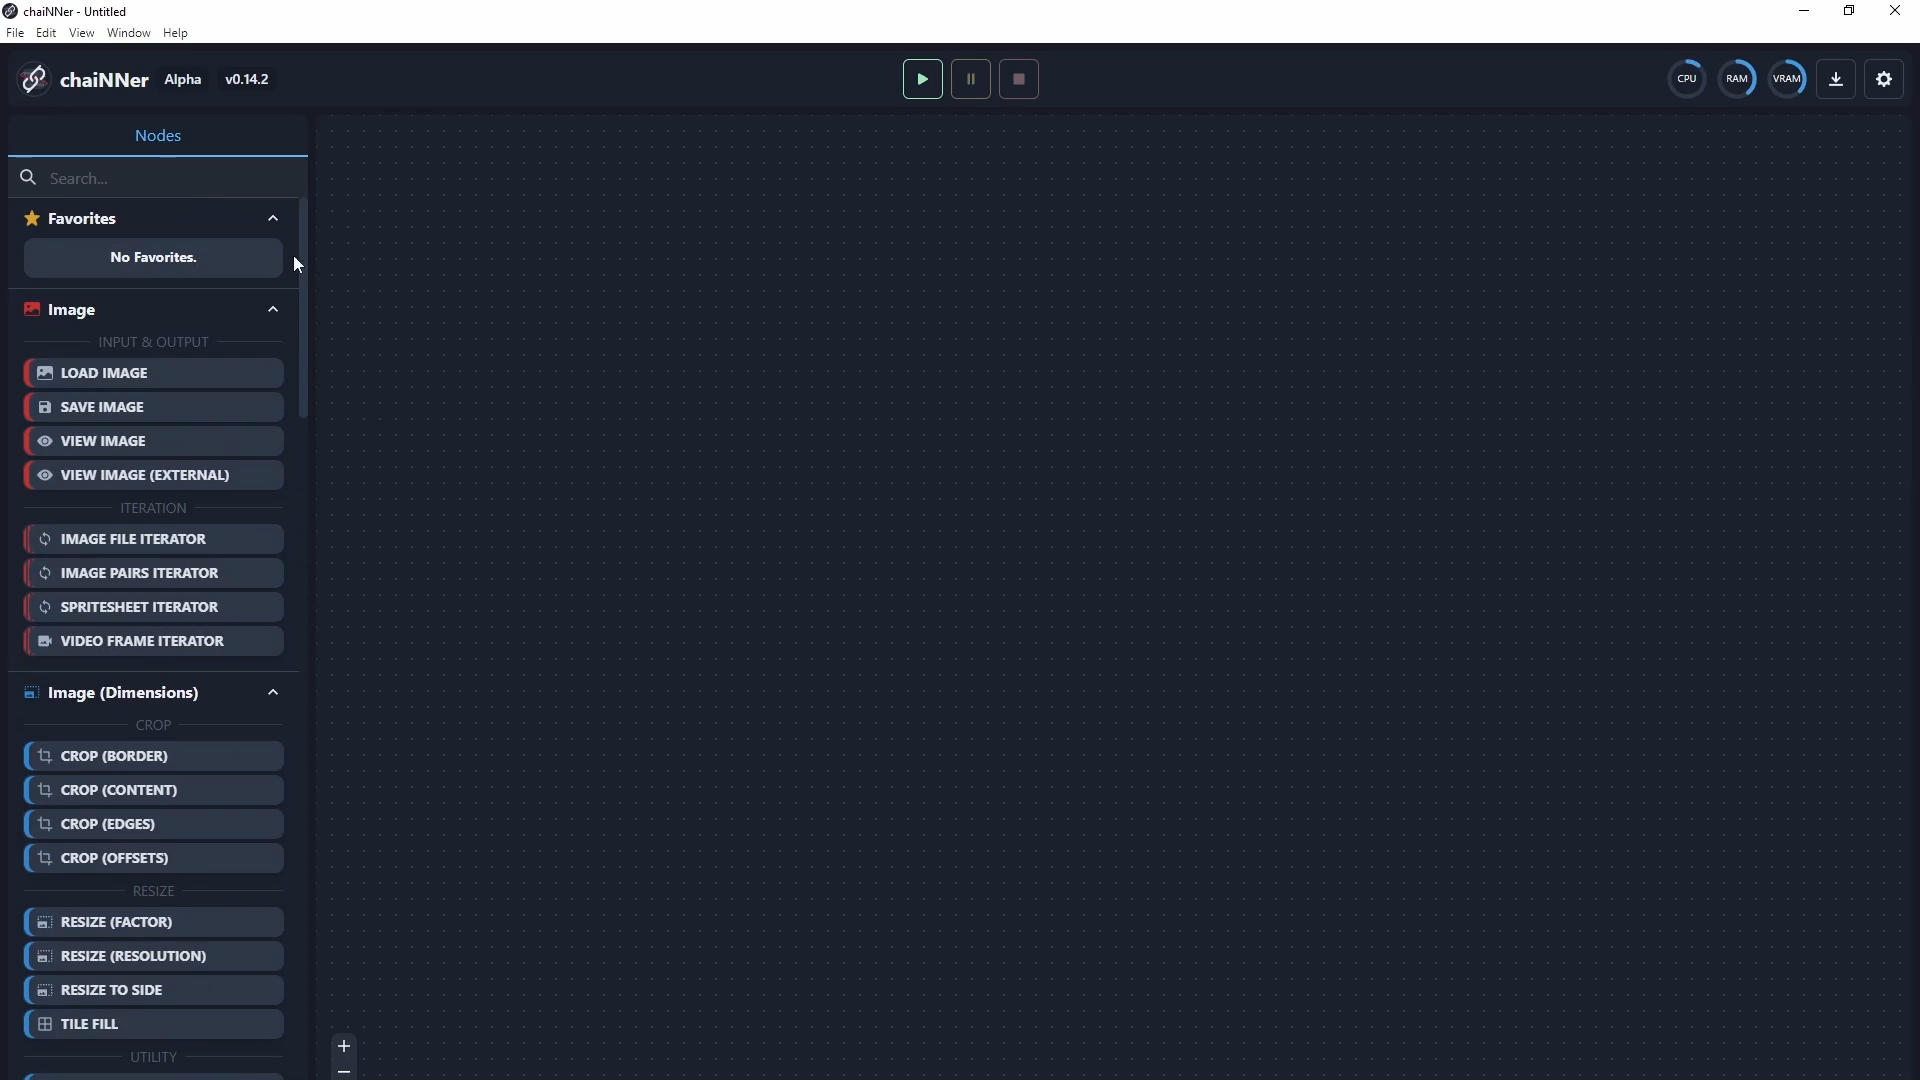 chaiNNer - Untitled
File Edit View Window Help
chaiNNer Alpha v0.14.2
CPU RAM VRAM
Nodes
Search...
Favorites
No Favorites.
Image
INPUT & OUTPUT
LOAD IMAGE
SAVE IMAGE
VIEW IMAGE
VIEW IMAGE (EXTERNAL)
ITERATION
IMAGE FILE ITERATOR
IMAGE PAIRS ITERATOR
SPRITESHEET ITERATOR
VIDEO FRAME ITERATOR
Image (Dimensions)
CROP
CROP (BORDER)
CROP (CONTENT)
CROP (EDGES)
CROP (OFFSETS)
RESIZE
RESIZE (FACTOR)
RESIZE (RESOLUTION)
RESIZE TO SIDE
TILE FILL
UTILITY